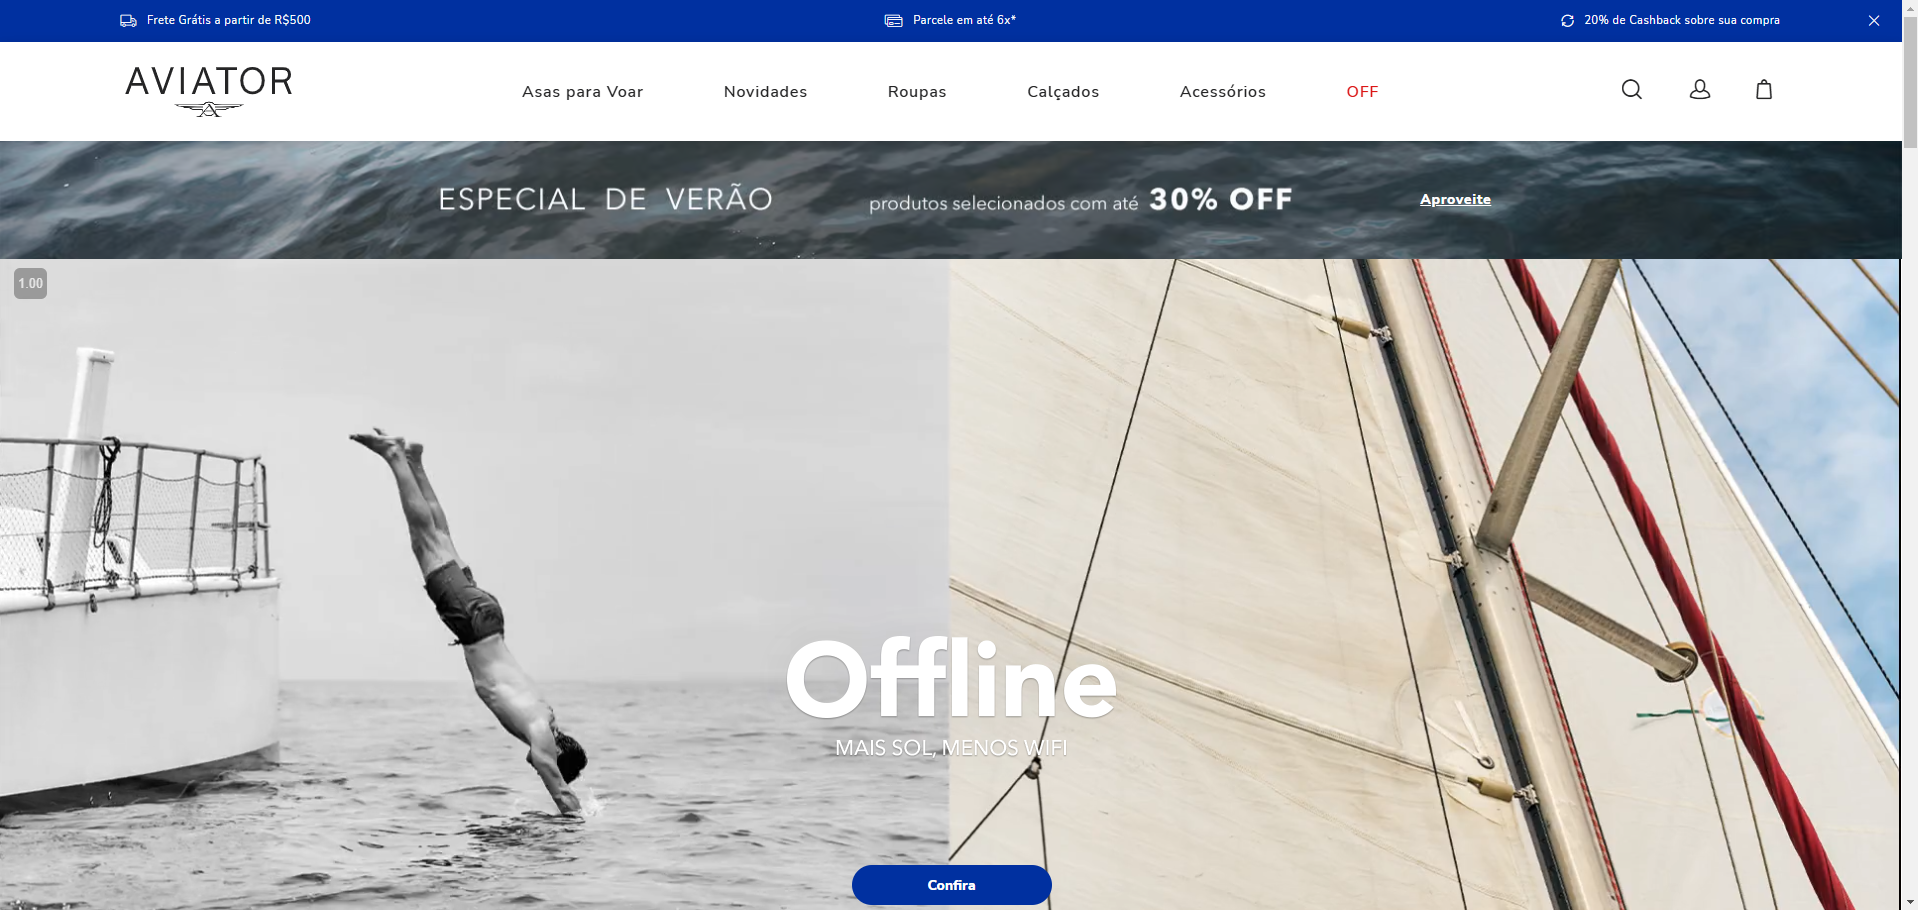 Frete Grátis a partir de R$500
Parcele em até 6x*
20% de Cashback sobre sua compra
AVIATOR
Asas para Voar
Novidades
Roupas
Calçados
Acessórios
OFF
ESPECIAL DE VERÃO
produtos selecionados com até 30% OFF
Aproveite
1.00
Offline
MAIS SOL, MENOS WIFI
Confira